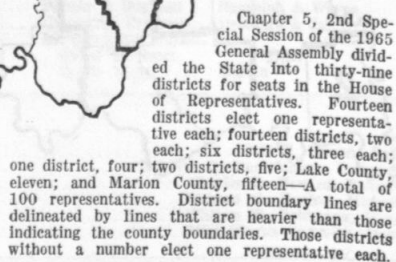 Chapter 5, 2nd Spe-
cial Session of the 1965
General Assembly divid-
ed the State into thirty-nine
districts for seats in the House
of Representatives. Fourteen
districts elect one representa-
tive each; fourteen districts, two
each; six districts, three each;
one district, four; two districts, five; Lake County,
eleven; and Marion County, fifteen—A total of
100 representatives. District boundary lines are
delineated by lines that are heavier than those
indicating the county boundaries. Those districts
without a number elect one representative each.